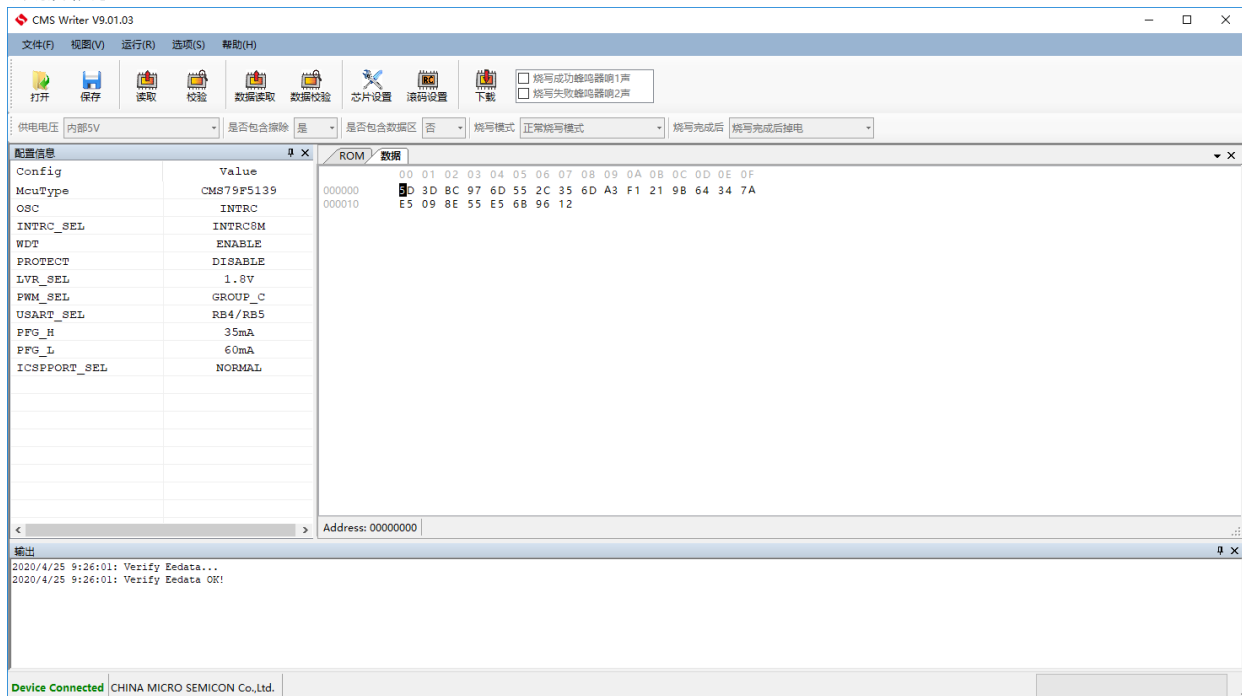 CMS Writer V9.01.03
文件(F) 视图(V) 运行(R) 选项(S) 帮助(H)
打开 保存 读取 校验 数据读取 数据校验 芯片设置 滚码设置 下载
RC
烧写成功蜂鸣器响1声
烧写失败蜂鸣器响2声
供电电压 内部5V 是否包含擦除 是 是否包含数据区 否 烧写模式 正常烧写模式 烧写完成后 烧写完成后掉电
配置信息
Config Value
McuType CMS79F5139
OSC INTRC
INTRC_SEL INTRC8M
WDT ENABLE
PROTECT DISABLE
LVR_SEL 1.8V
PWM_SEL GROUP_C
USART_SEL RB4/RB5
PFG_H 35mA
PFG_L 60mA
ICSPPORT_SEL NORMAL
ROM 数据
00 01 02 03 04 05 06 07 08 09 0A 0B 0C 0D 0E 0F
000000 5D 3D BC 97 6D 55 2C 35 6D A3 F1 21 9B 64 34 7A
000010 E5 09 8E 55 E5 6B 96 12
Address: 00000000
输出
2020/4/25 9:26:01: Verify Eedata...
2020/4/25 9:26:01: Verify Eedata OK!
Device Connected CHINA MICRO SEMICON Co.,Ltd.